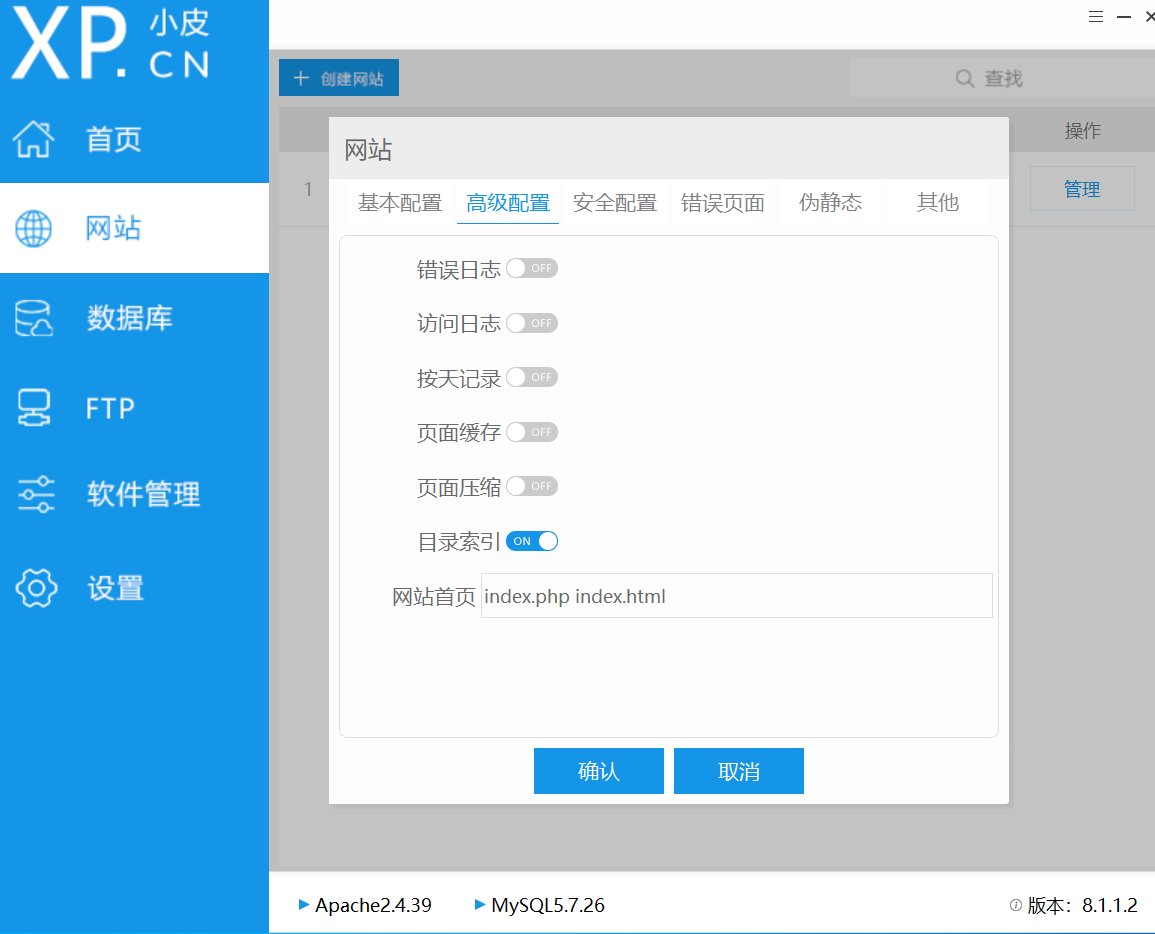 XP.小皮
CN
首页
网站
数据库
FTP
软件管理
设置
创建网站
查找
操作
1
管理
网站
基本配置 高级配置 安全配置 错误页面 伪静态 其他
错误日志 OFF
访问日志 OFF
按天记录 OFF
页面缓存 OFF
页面压缩 OFF
目录索引 ON
网站首页 index.php index.html
确认 取消
Apache2.4.39 MySQL5.7.26 版本：8.1.1.2